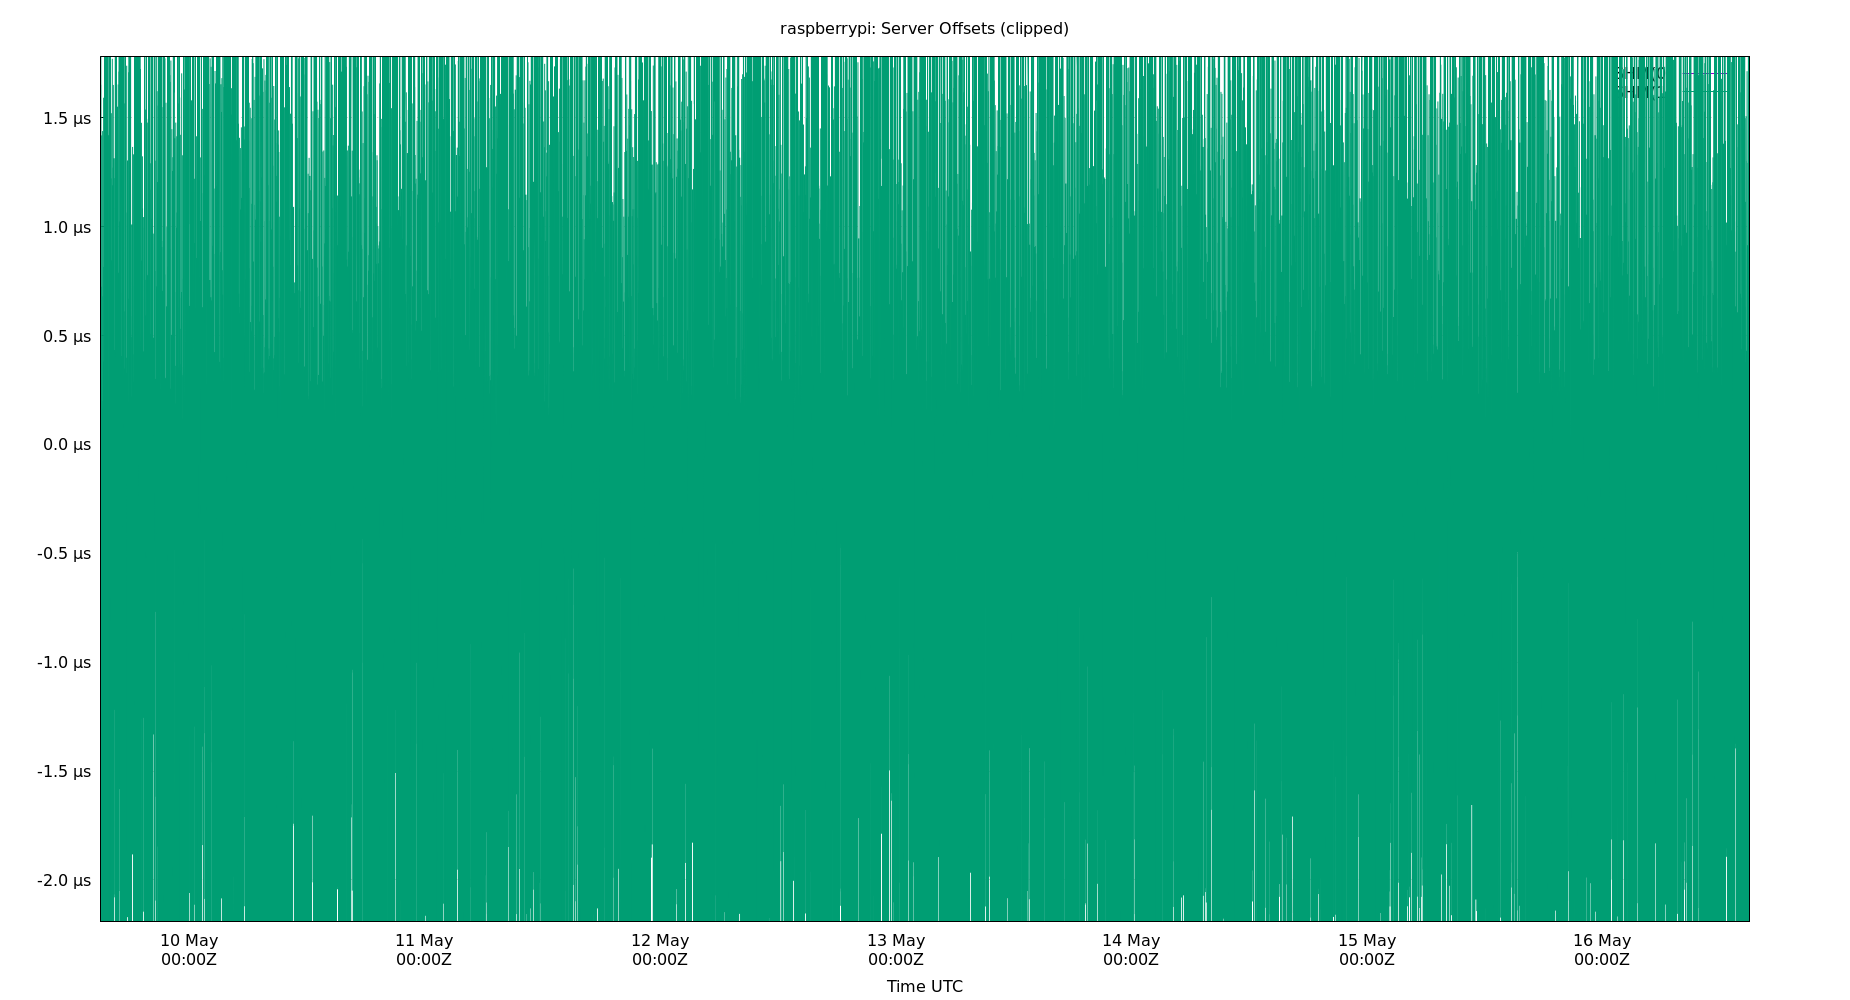 raspberrypi: Server Offsets (clipped)
1.5 µs
1.0 µs
0.5 µs
0.0 µs
-0.5 µs
-1.0 µs
-1.5 µs
-2.0 µs
10 May 11 May 12 May 13 May 14 May 15 May 16 May
00:00Z 00:00Z 00:00Z 00:00Z 00:00Z 00:00Z 00:00Z
Time UTC